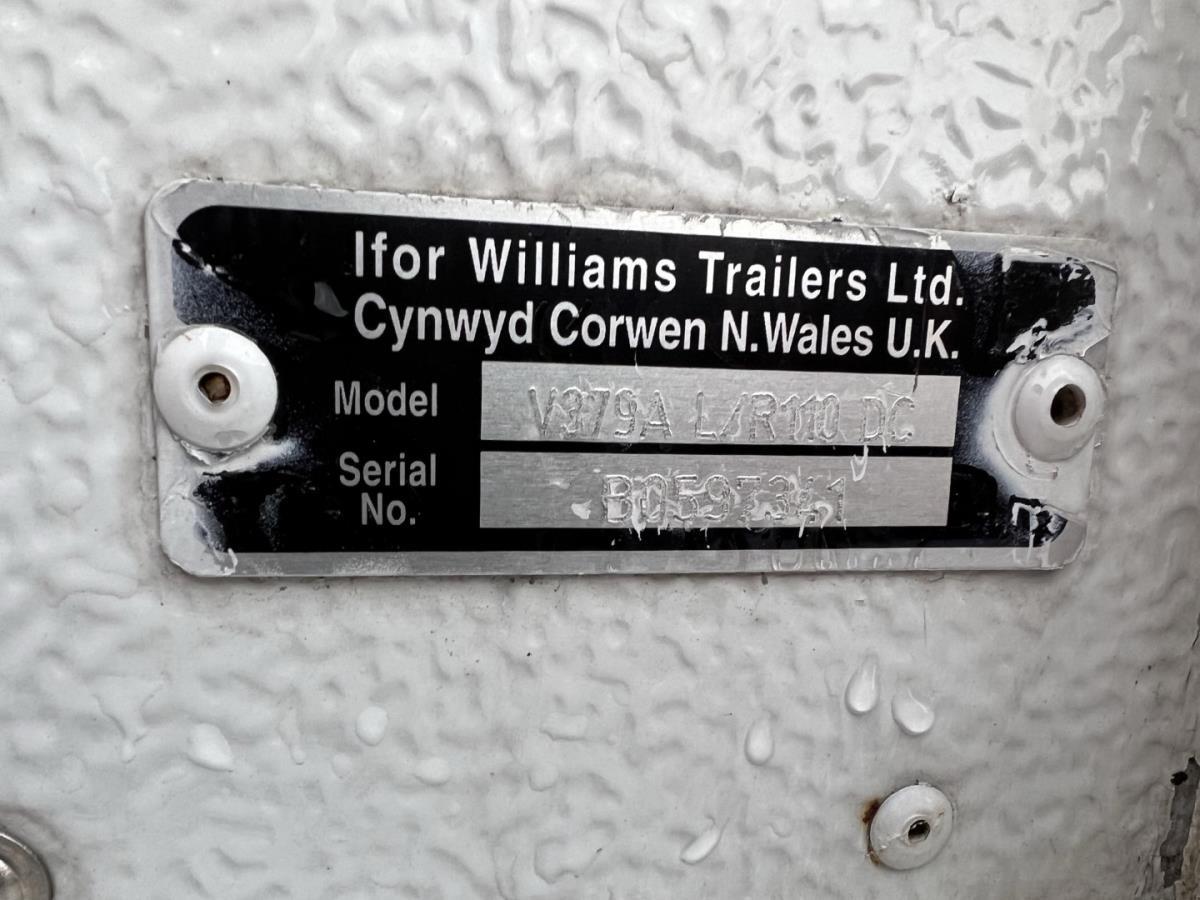 Ifor Williams Trailers Ltd.
Cynwyd Corwen N.Wales U.K.
Model V379A L/R110 DC
Serial
No.